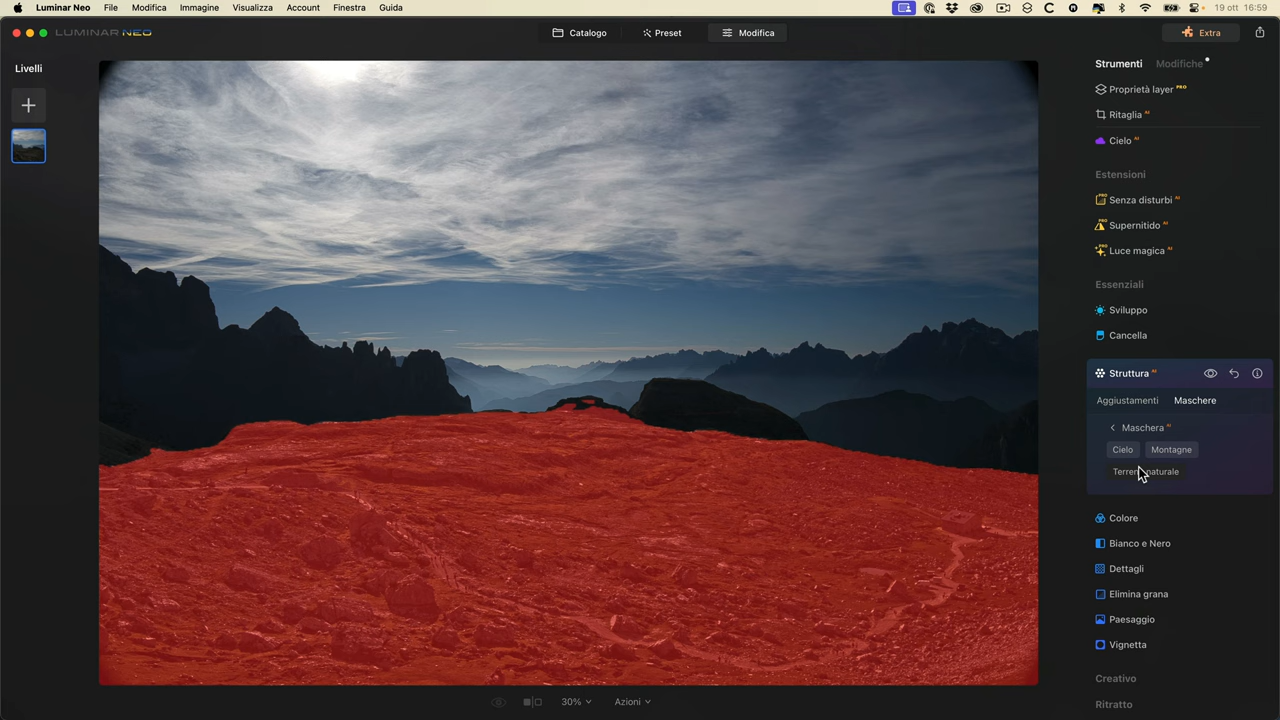 Luminar Neo File Modifica Immagine Visualizza Account Finestra Guida 19 ott 16:59
LUMINAR NEO Catalogo Preset Modifica Extra
Livelli
Strumenti Modifiche
Proprietà layer PRO
Ritaglia AI
Cielo AI
Estensioni
PRO Senza disturbi AI
PRO Supernitido AI
PRO Luce magica AI
Essenziali
Sviluppo
Cancella
Struttura AI
Aggiustamenti Maschere
Maschera AI
Cielo Montagne
naturale
Colore
Bianco e Nero
Dettagli
Elimina grana
Paesaggio
Vignetta
Creativo
30% Azioni
Ritratto